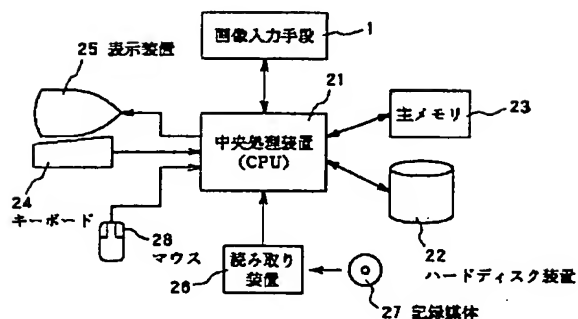 画像入力手段
1
25 表示装置
21
中央処理装置
(CPU)
主メモリ
23
24
キーボード
28
マウス
22
ハードディスク装置
読み取り
装置
26
27 記録媒体